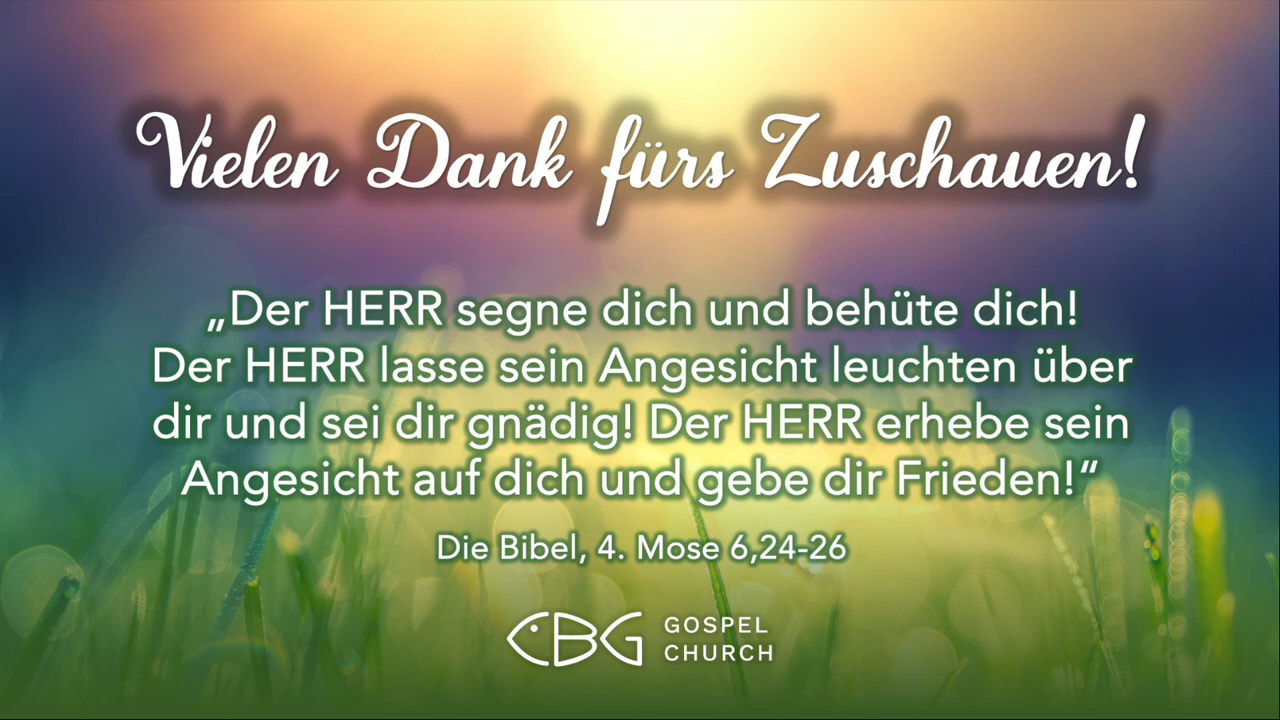 Vielen Dank fürs Zuschauen!
„Der HERR segne dich und behüte dich!
Der HERR lasse sein Angesicht leuchten über
dir und sei dir gnädig! Der HERR erhebe sein
Angesicht auf dich und gebe dir Frieden!“
Die Bibel, 4. Mose 6,24-26
CBG GOSPEL
CHURCH